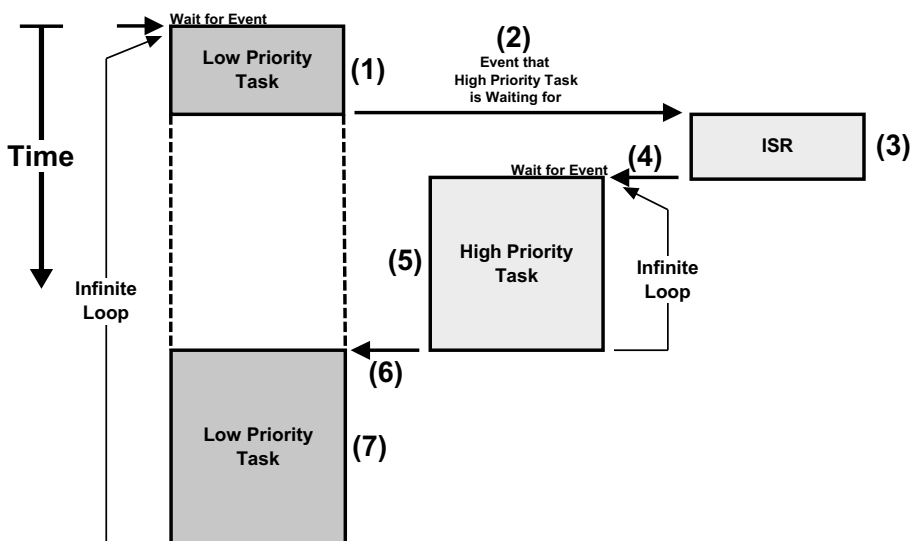 Wait for Event
Low Priority
Task
(1)
(2)
Event that
High Priority Task
is Waiting for
ISR
(3)
Time
Wait for Event
(4)
(5)
High Priority
Task
Infinite
Loop
Infinite
Loop
(6)
Low Priority
Task
(7)